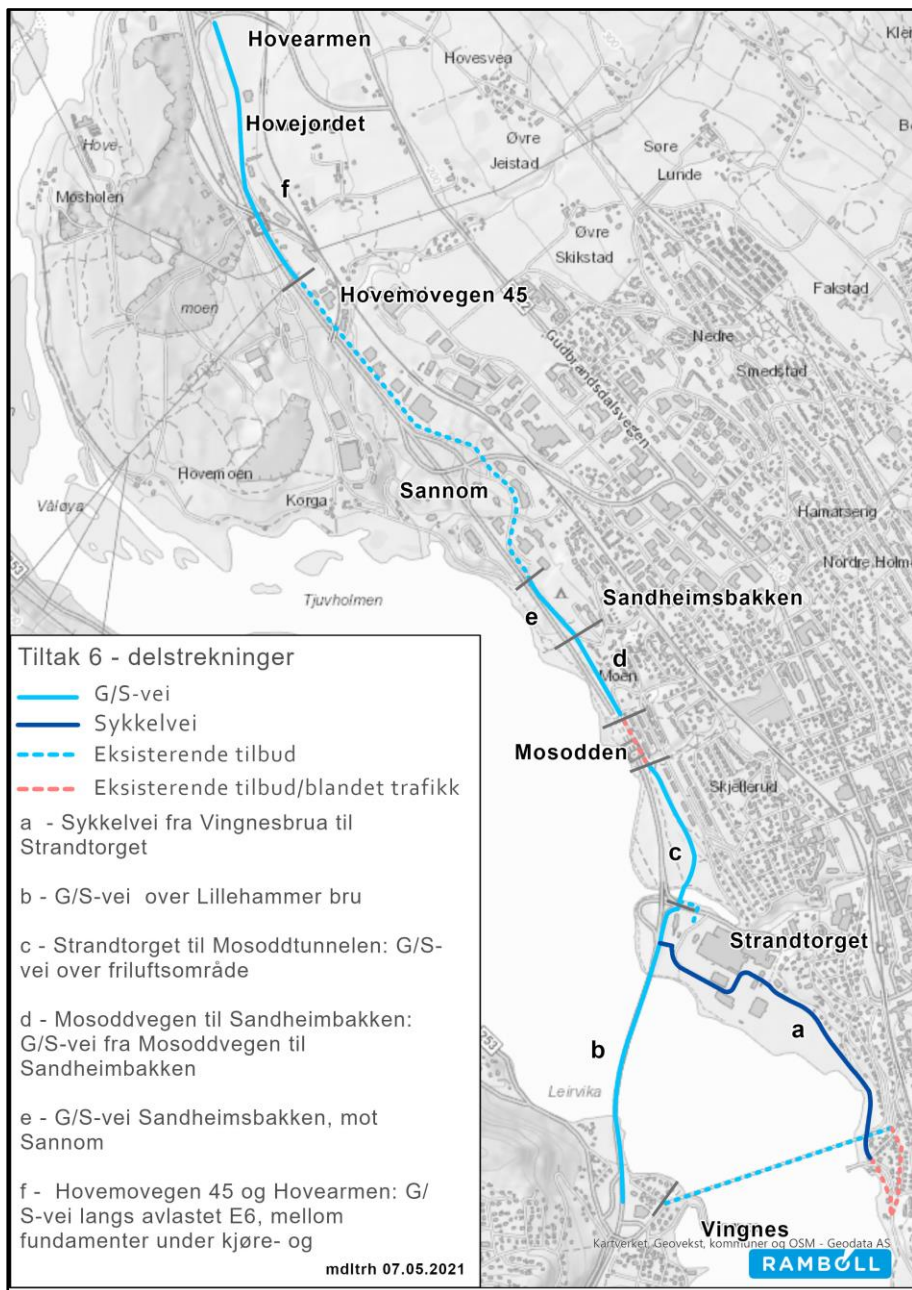 Hovearmen
Hovesvea
Hovejordet
Hove-
Øvre
Jeistad
Søre
Lunde
Mosholen
f
Øvre
Skikstad
moen
Hovemovegen 45
Fakstad
Nedre
Smedstad
Gudbrandsdalsvegen
Hovemoen
Sannom
Korga
Våløya
Hamarseng
53
Tjuvholmen
Sandheimsbakken
e
d
Moen
Mosodden
Skjellerud
c
Strandtorget
a
b
253
Leirvika
Vingnes
Tiltak 6 - delstrekninger
G/S-vei
Sykkelvei
Eksisterende tilbud
Eksisterende tilbud/blandet trafikk
a - Sykkelvei fra Vingnesbrua til
Strandtorget
b - G/S-vei over Lillehammer bru
c - Strandtorget til Mosoddtunnelen: G/S-
vei over friluftsområde
d - Mosoddvegen til Sandheimbakken:
G/S-vei fra Mosoddvegen til
Sandheimbakken
e - G/S-vei Sandheimsbakken, mot
Sannom
f - Hovemovegen 45 og Hovearmen: G/
S-vei langs avlastet E6, mellom
fundamenter under kjøre- og
mdltrh 07.05.2021
Kartverket, Geovekst, kommuner og OSM - Geodata AS
RAMBOLL